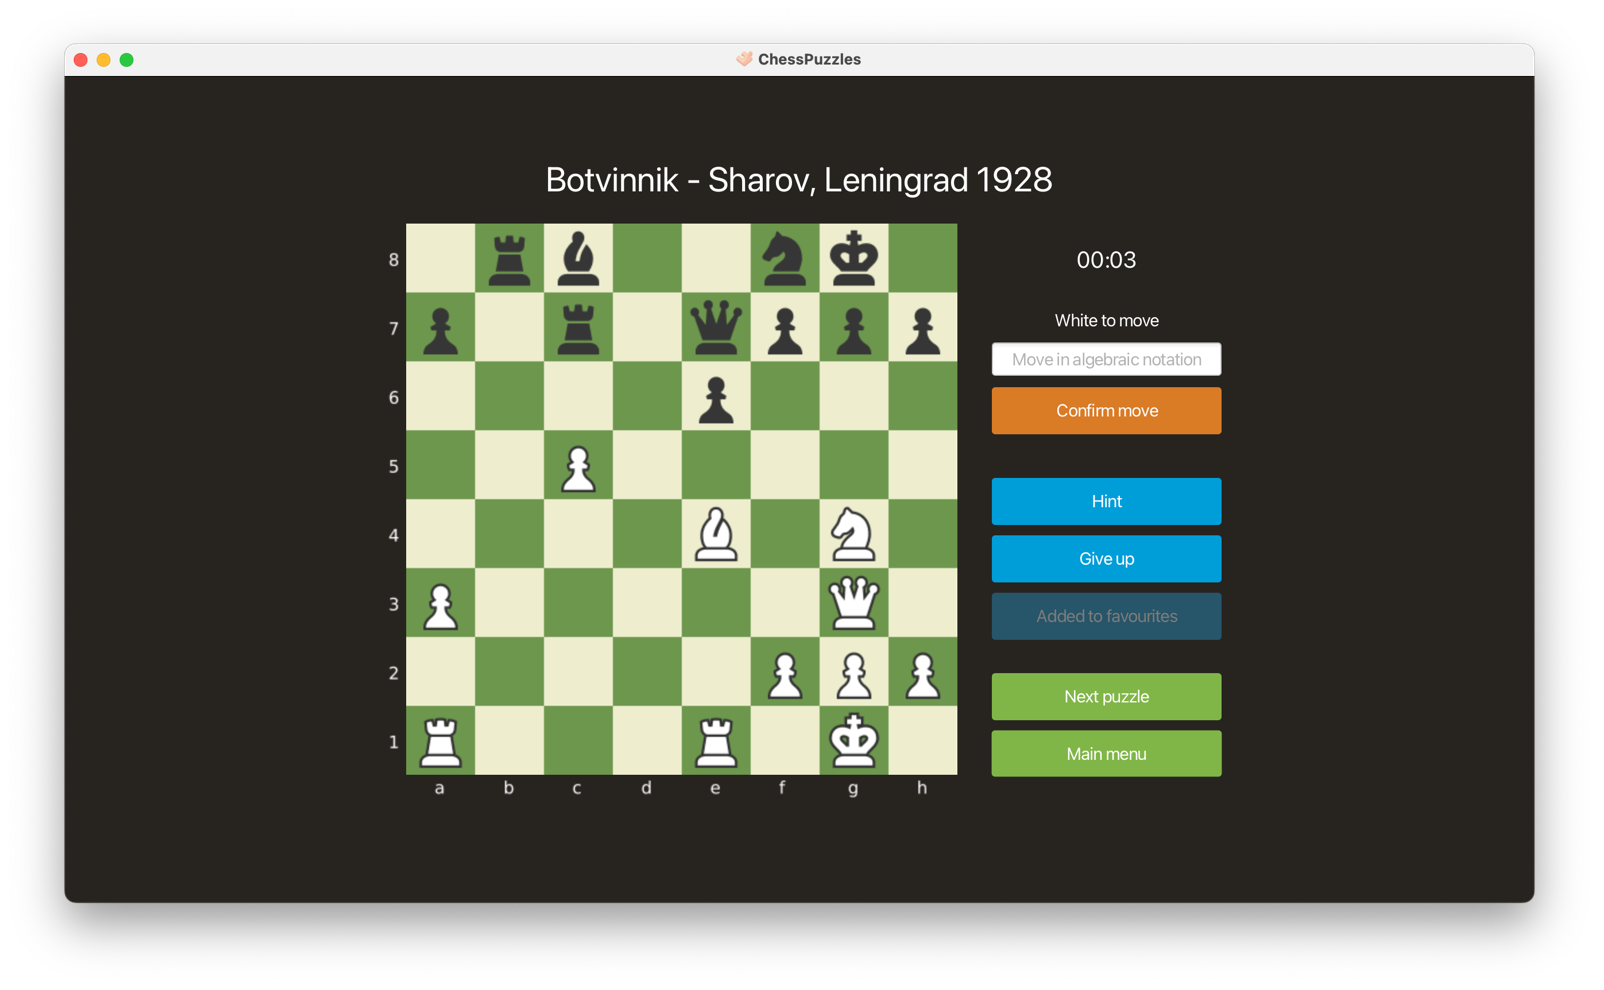 ChessPuzzles
Botvinnik - Sharov, Leningrad 1928
8
7
6
5
4
3
2
1
a b c d e f g h
00:03
White to move
Move in algebraic notation
Confirm move
Hint
Give up
Added to favourites
Next puzzle
Main menu